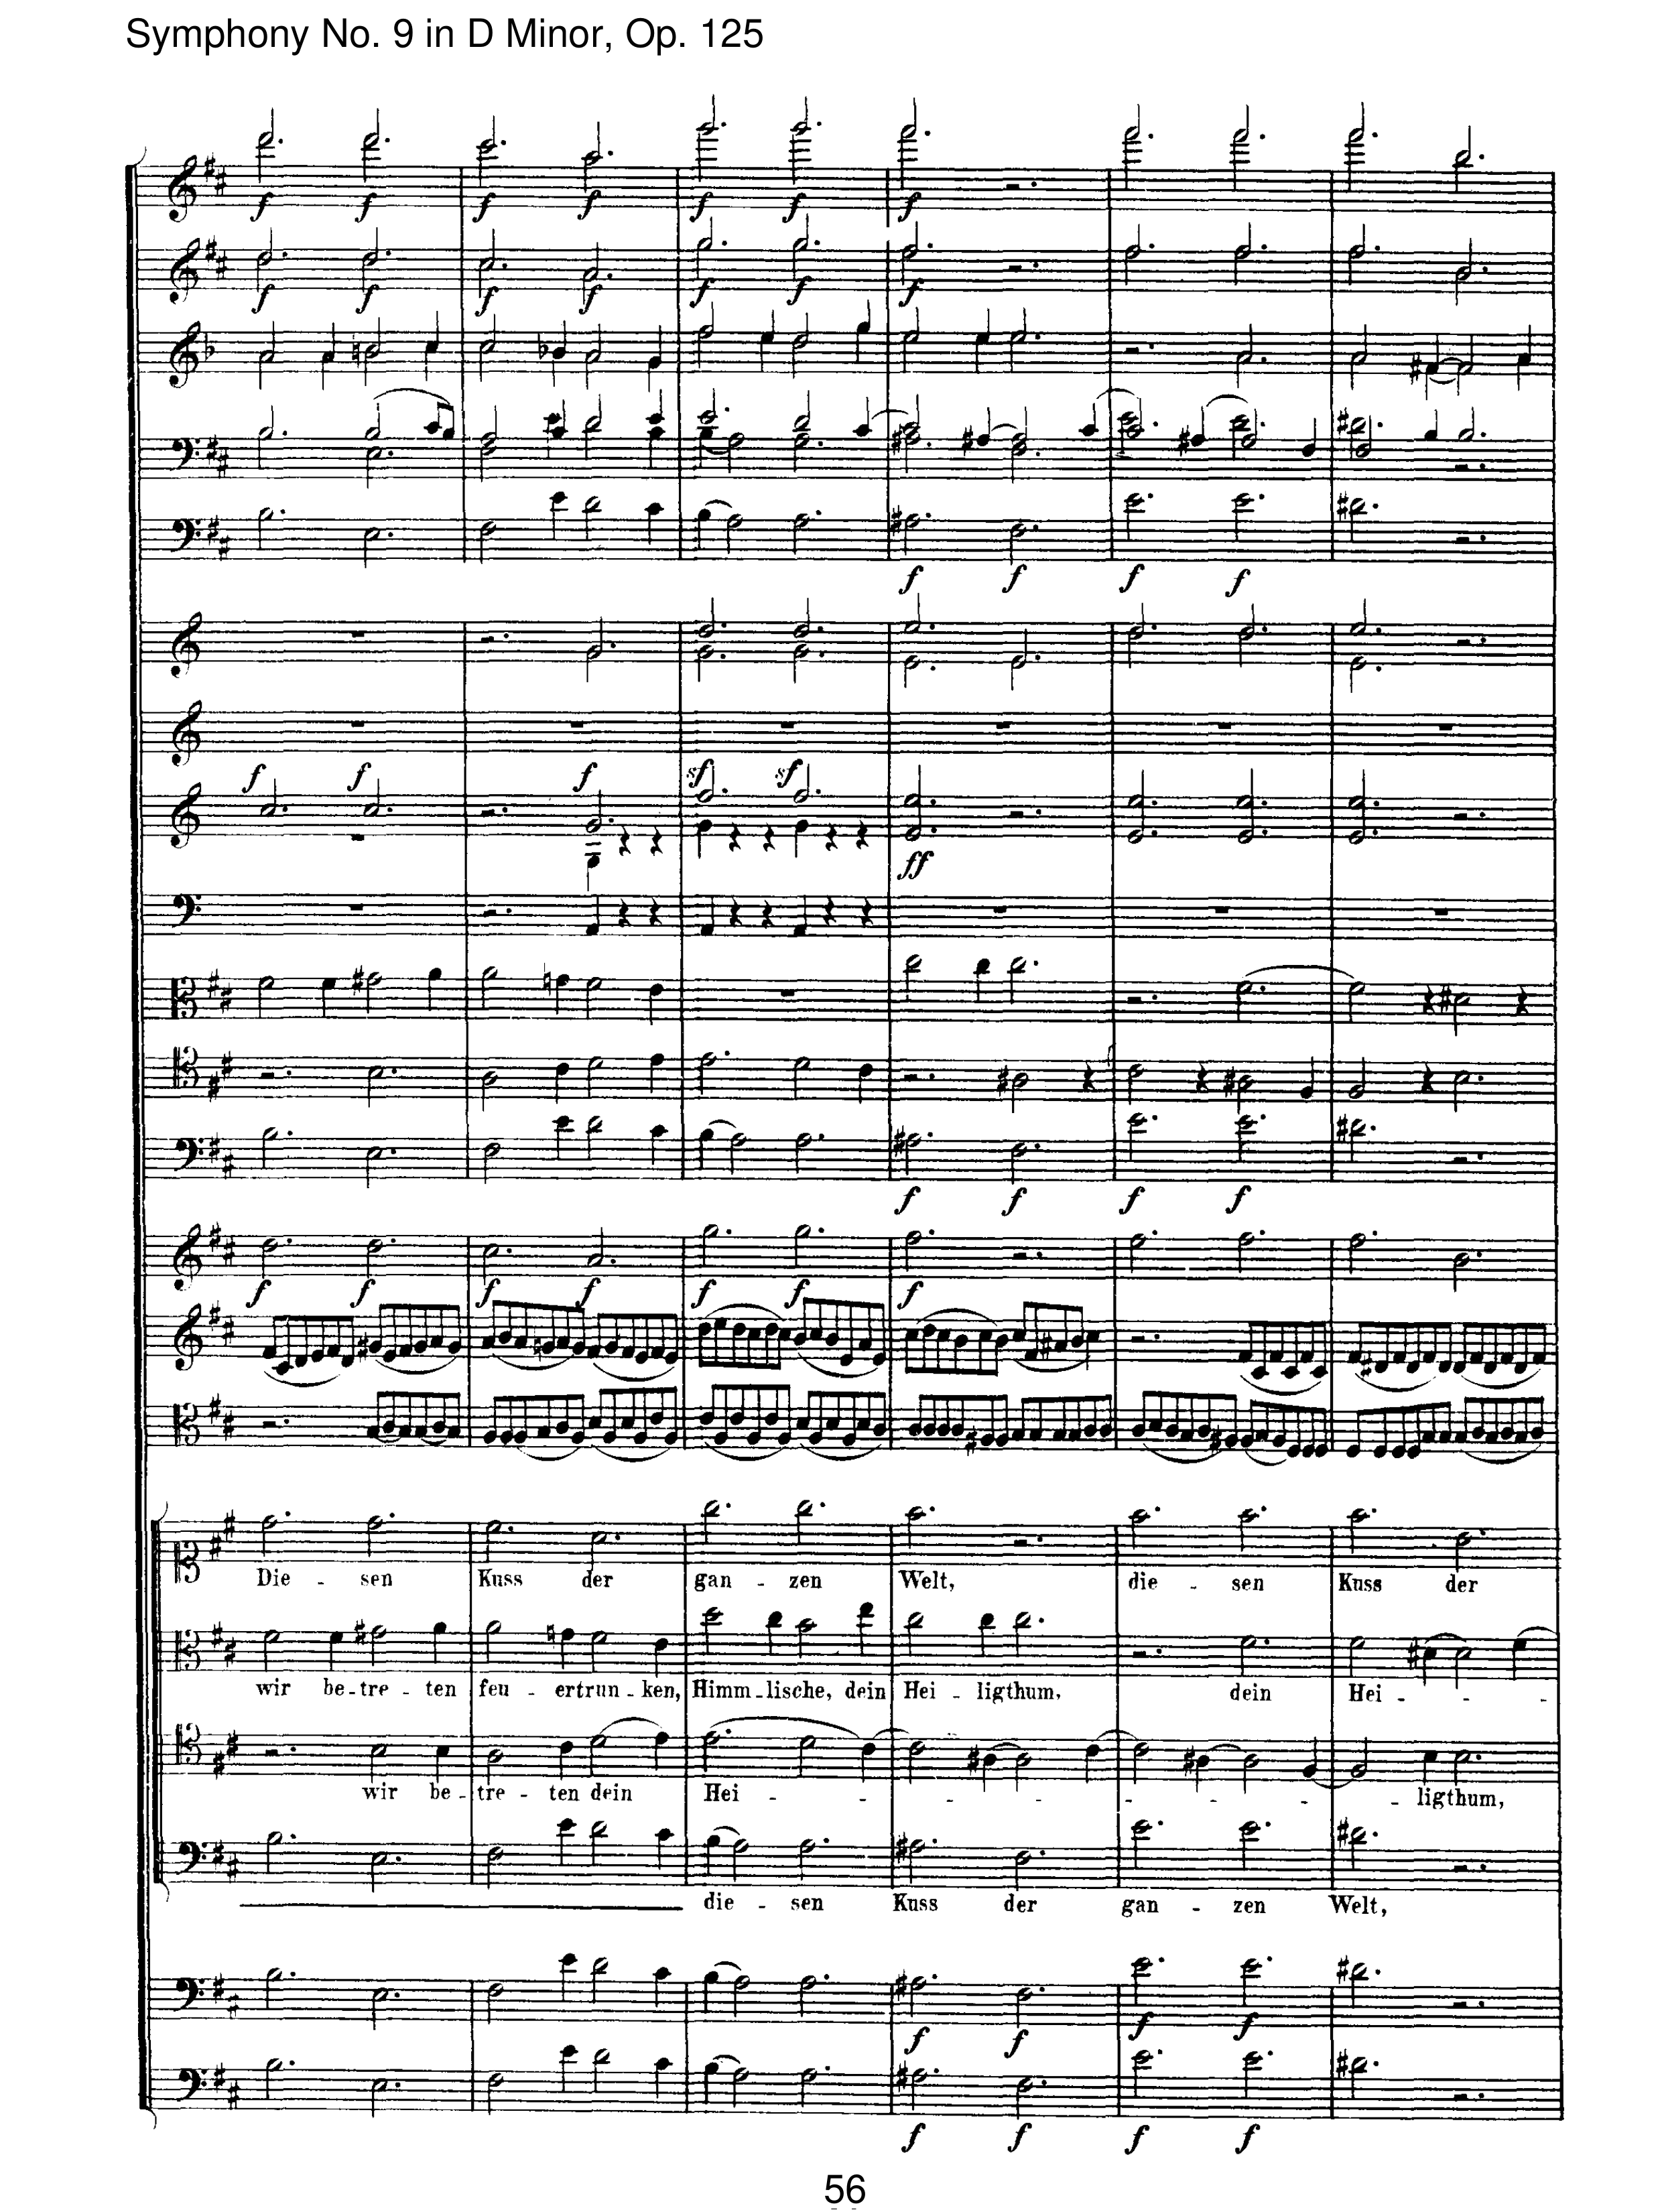 Symphony No. 9 in D Minor, Op. 125
f f f f f f f
f f f f f f f
f f f f
f f f sf sf
ff
f f f f
f f f f f f f
Die - sen Kuss der gan - zen Welt, die - sen Kuss der
wir be - tre - ten feu - ertrun - ken, Himm - lische, dein Hei - ligthum, dein Hei - - -
wir be - tre - ten dein Hei - - - - - - - - ligthum,
die - sen Kuss der gan - zen Welt,
f f f f
f f f f
56